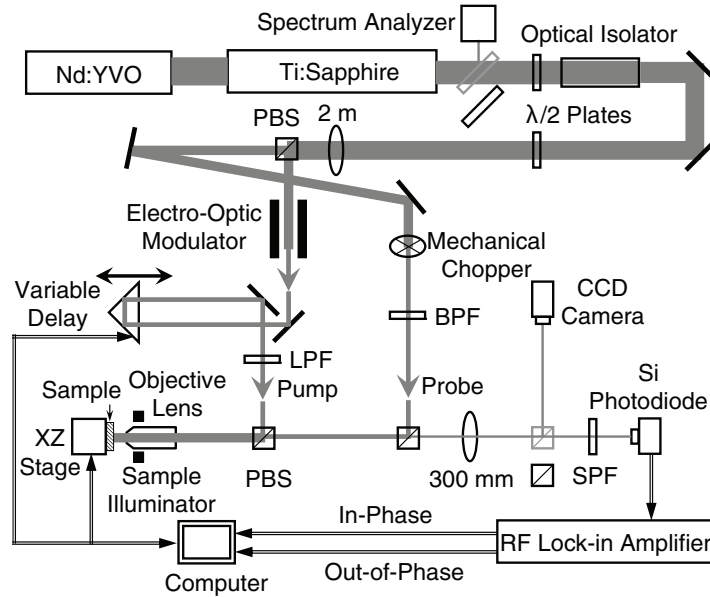 Spectrum Analyzer
Optical Isolator
Nd:YVO
Ti:Sapphire
λ/2 Plates
PBS
2 m
Electro-Optic
Modulator
Mechanical
Chopper
Variable
Delay
BPF
CCD
Camera
LPF
Pump
Probe
Sample
Objective
Lens
Si
Photodiode
XZ
Stage
Sample
Illuminator
PBS
300 mm
SPF
In-Phase
RF Lock-in Amplifier
Out-of-Phase
Computer